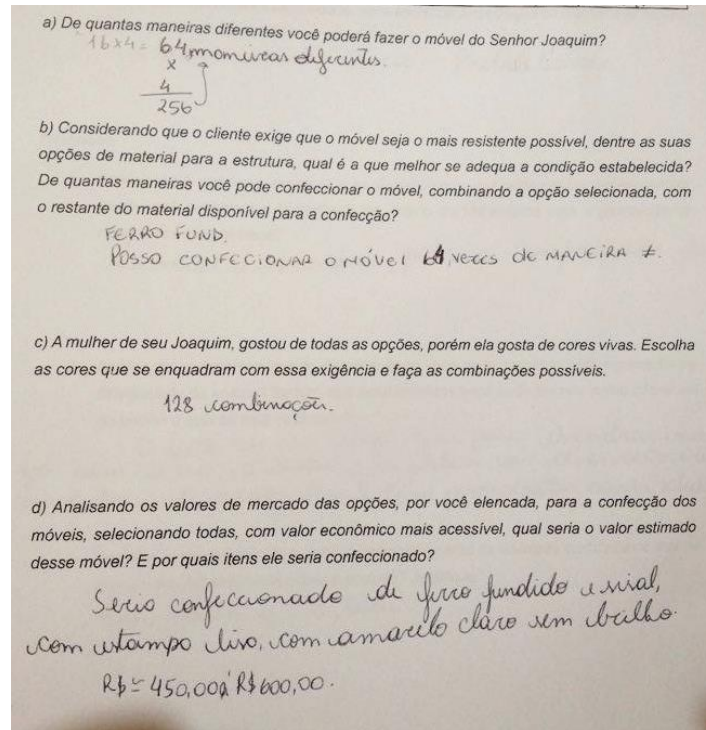 a) De quantas maneiras diferentes você poderá fazer o móvel do Senhor Joaquim?
16x4 = 64 manieiras diferentes.
x
4
256
b) Considerando que o cliente exige que o móvel seja o mais resistente possível, dentre as suas
opções de material para a estrutura, qual é a que melhor se adequa a condição estabelecida?
De quantas maneiras você pode confeccionar o móvel, combinando a opção selecionada, com
o restante do material disponível para a confecção?
FERRO FUND.
POSSO CONFECCIONAR O MÓVEL 64 vezes de MANEIRA ≠.
c) A mulher de seu Joaquim, gostou de todas as opções, porém ela gosta de cores vivas. Escolha
as cores que se enquadram com essa exigência e faça as combinações possíveis.
128 combinações.
d) Analisando os valores de mercado das opções, por você elencada, para a confecção dos
móveis, selecionando todas, com valor econômico mais acessível, qual seria o valor estimado
desse móvel? E por quais itens ele seria confeccionado?
Serio confeccionado de ferro fundido e
com estampo liso, com amarelo claro sem brilho.
R$ ≃ 450,00 à R$ 600,00.